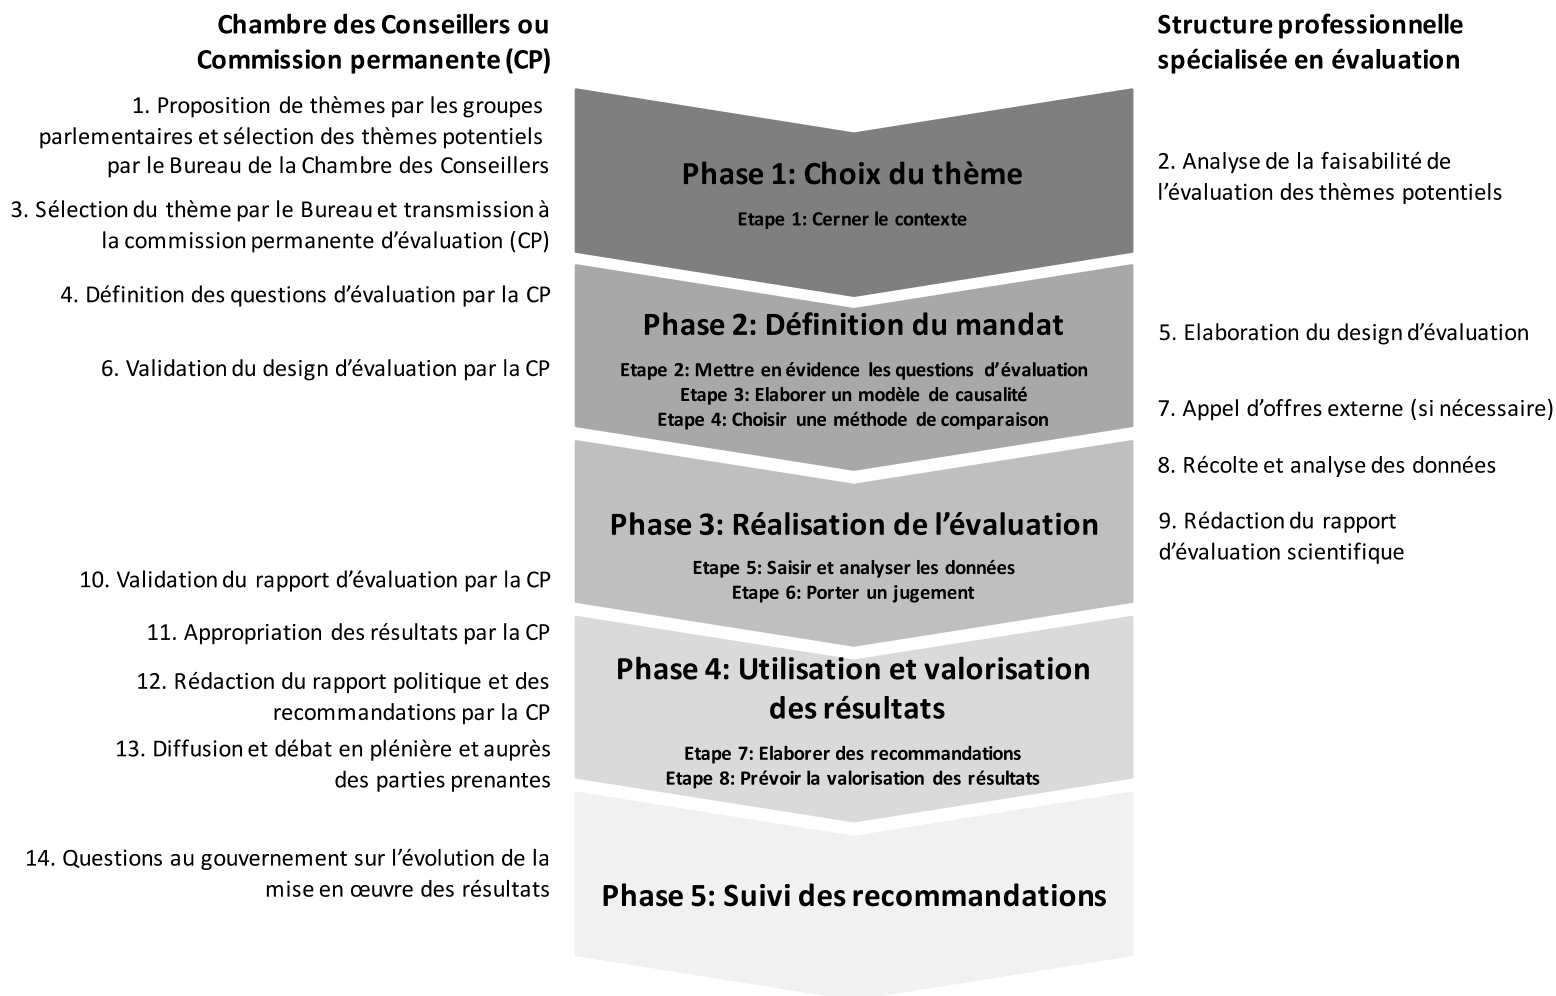 Chambre des Conseillers ou
Commission permanente (CP)
1. Proposition de thèmes par les groupes
parlementaires et sélection des thèmes potentiels
par le Bureau de la Chambre des Conseillers
3. Sélection du thème par le Bureau et transmission à
la commission permanente d’évaluation (CP)
4. Définition des questions d’évaluation par la CP
6. Validation du design d’évaluation par la CP
10. Validation du rapport d’évaluation par la CP
11. Appropriation des résultats par la CP
12. Rédaction du rapport politique et des
recommandations par la CP
13. Diffusion et débat en plénière et auprès
des parties prenantes
14. Questions au gouvernement sur l’évolution de la
mise en œuvre des résultats
Phase 1: Choix du thème
Etape 1: Cerner le contexte
Phase 2: Définition du mandat
Etape 2: Mettre en évidence les questions d’évaluation
Etape 3: Elaborer un modèle de causalité
Etape 4: Choisir une méthode de comparaison
Phase 3: Réalisation de l’évaluation
Etape 5: Saisir et analyser les données
Etape 6: Porter un jugement
Phase 4: Utilisation et valorisation
des résultats
Etape 7: Elaborer des recommandations
Etape 8: Prévoir la valorisation des résultats
Phase 5: Suivi des recommandations
Structure professionnelle
spécialisée en évaluation
2. Analyse de la faisabilité de
l’évaluation des thèmes potentiels
5. Elaboration du design d’évaluation
7. Appel d’offres externe (si nécessaire)
8. Récolte et analyse des données
9. Rédaction du rapport
d’évaluation scientifique